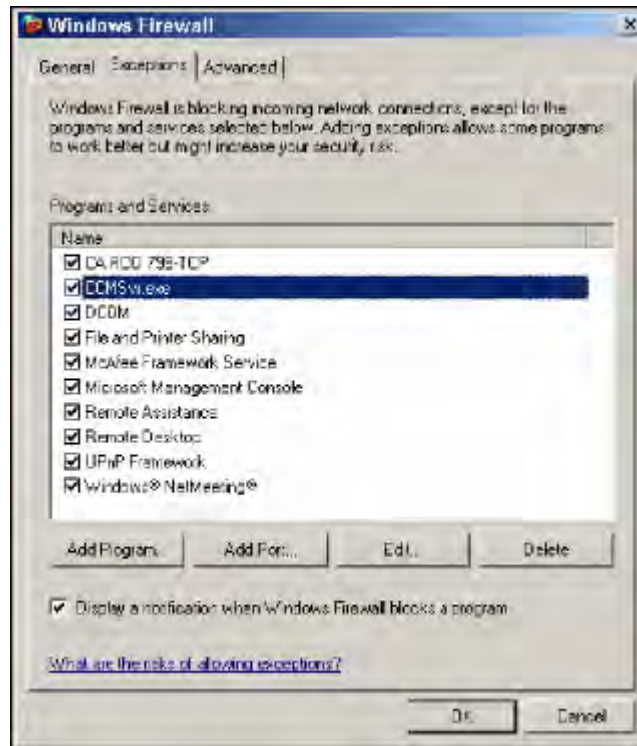 Windows Firewall
General Exceptions Advanced
Windows Firewall is blocking incoming network connections, except for the
programs and services selected below. Adding exceptions allows some programs
to work better but might increase your security risk.
Programs and Services:
Name
File and Printer Sharing
McAfee Framework Service
Microsoft Management Console
Remote Assistance
Remote Desktop
UPnP Framework
Windows® NetMeeting®
Add Program... Add Port... Edit... Delete
Display a notification when Windows Firewall blocks a program
What are the risks of allowing exceptions?
OK Cancel